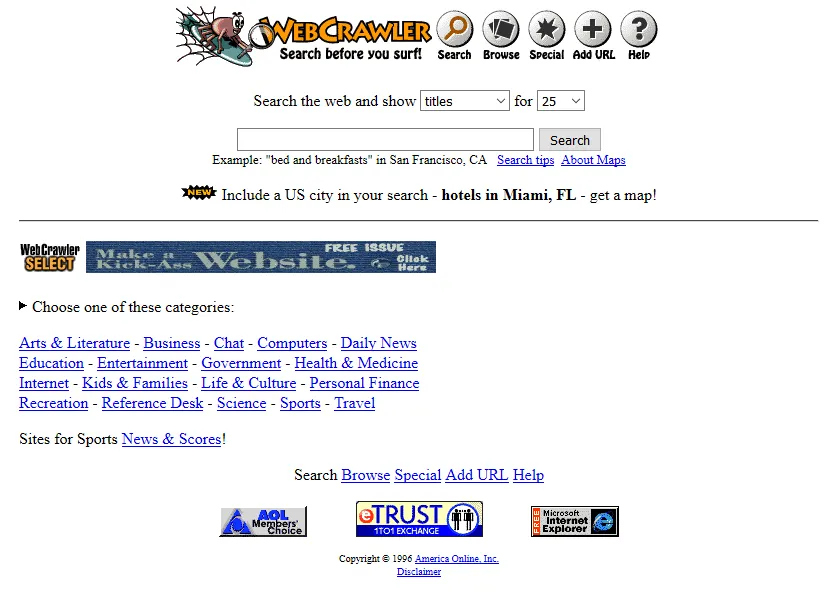 WEBCRAWLER
Search before you surf!
Search Browse Special Add URL Help
Search the web and show titles for 25
Search
Example: "bed and breakfasts" in San Francisco, CA Search tips About Maps
NEW Include a US city in your search - hotels in Miami, FL - get a map!
WebCrawler
SELECT
Make a Kick-Ass Website. FREE ISSUE Click Here
Choose one of these categories:
Arts & Literature - Business - Chat - Computers - Daily News
Education - Entertainment - Government - Health & Medicine
Internet - Kids & Families - Life & Culture - Personal Finance
Recreation - Reference Desk - Science - Sports - Travel
Sites for Sports News & Scores!
Search Browse Special Add URL Help
AOL
Members'
Choice
eTRUST
1TO1 EXCHANGE
FREE
Microsoft
Internet
Explorer
Copyright © 1996 America Online, Inc.
Disclaimer